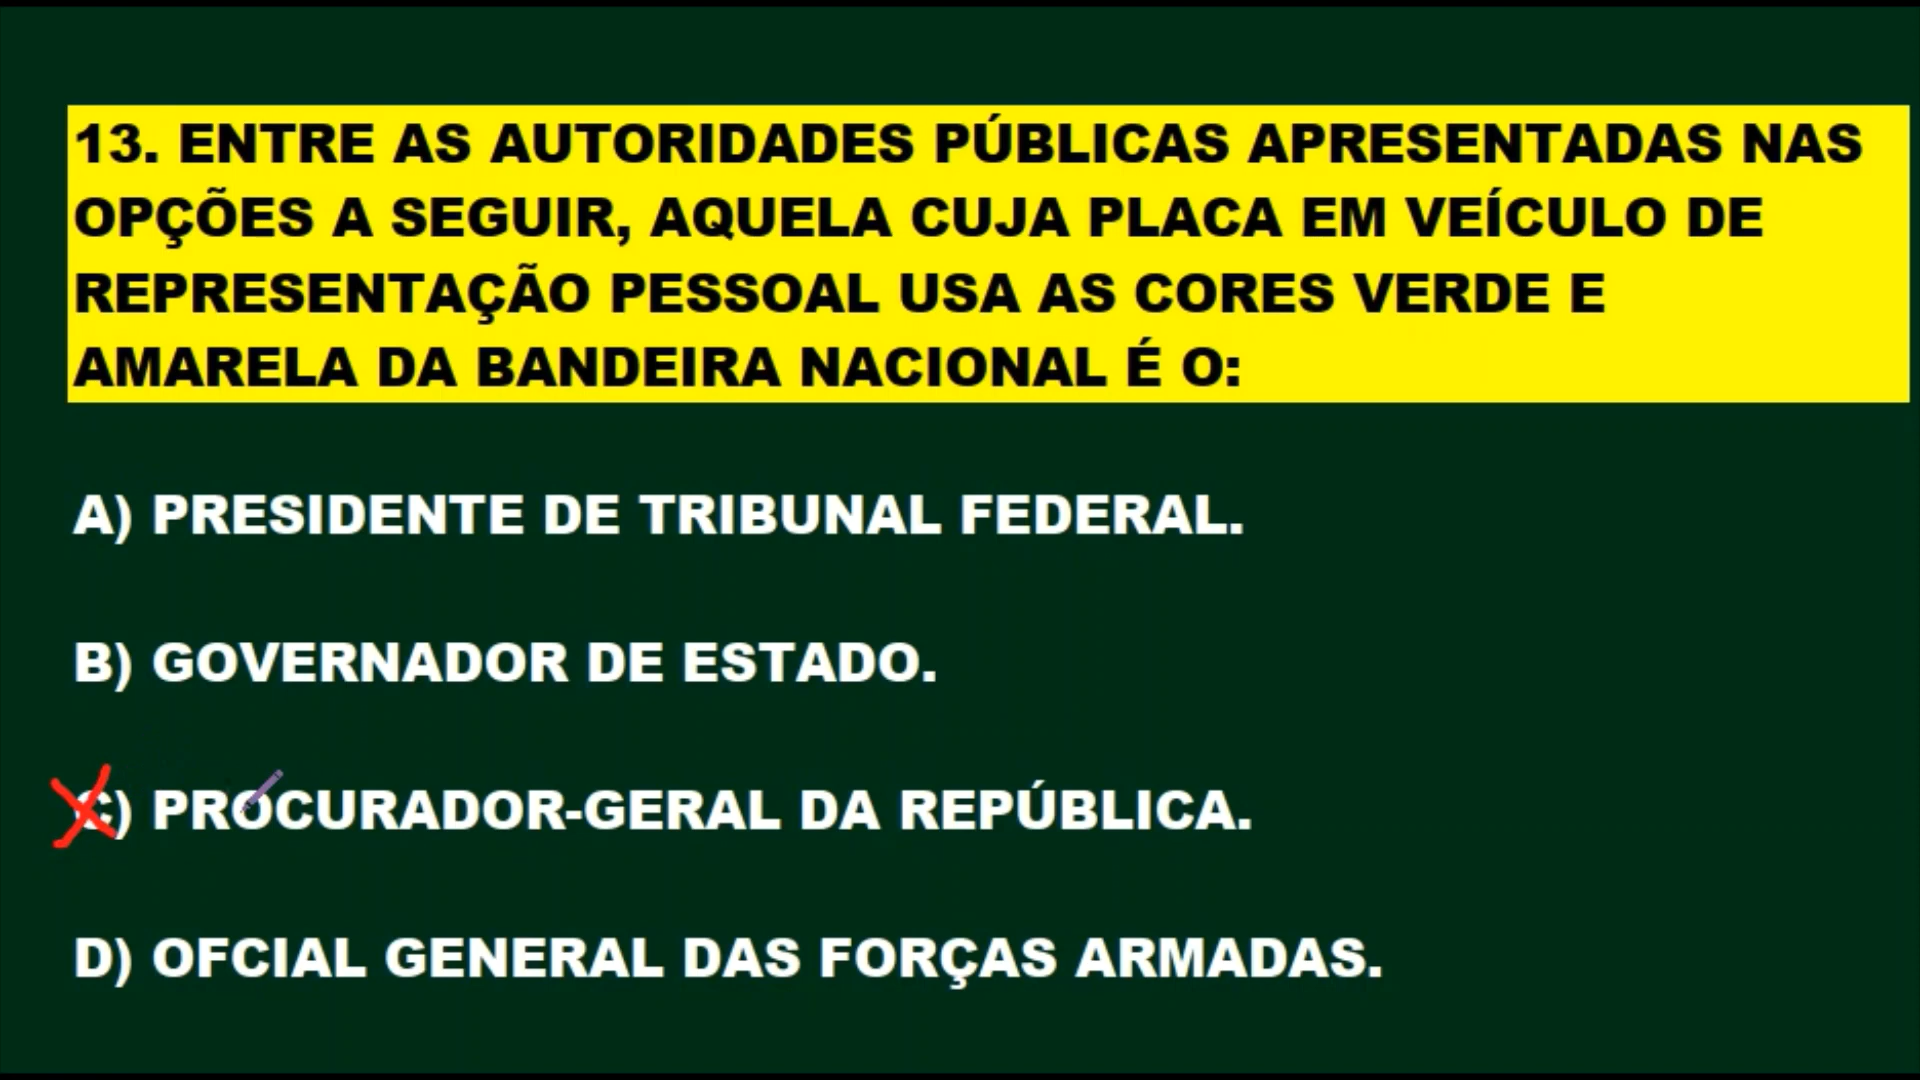 13. ENTRE AS AUTORIDADES PÚBLICAS APRESENTADAS NAS
OPÇÕES A SEGUIR, AQUELA CUJA PLACA EM VEÍCULO DE
REPRESENTAÇÃO PESSOAL USA AS CORES VERDE E
AMARELA DA BANDEIRA NACIONAL É O:
A) PRESIDENTE DE TRIBUNAL FEDERAL.
B) GOVERNADOR DE ESTADO.
C) PROCURADOR-GERAL DA REPÚBLICA.
D) OFCIAL GENERAL DAS FORÇAS ARMADAS.